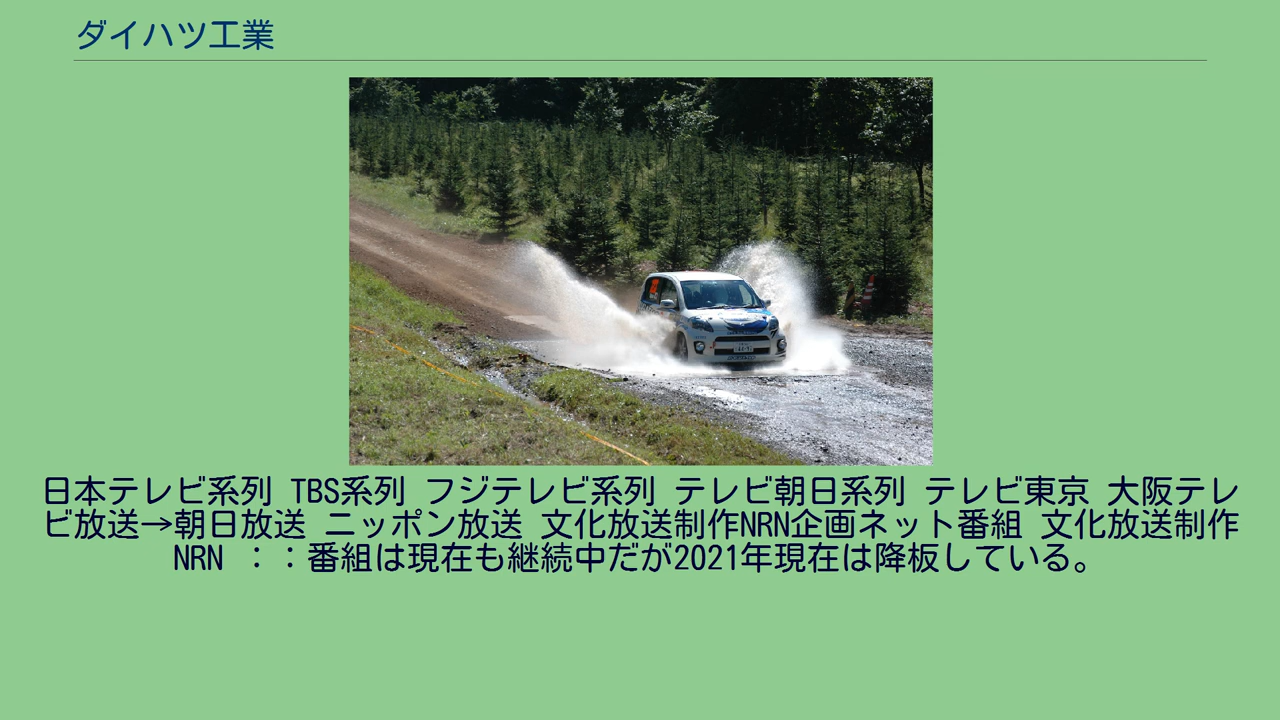 ダイハツ工業
日本テレビ系列 TBS系列 フジテレビ系列 テレビ朝日系列 テレビ東京 大阪テレ
ビ放送→朝日放送 ニッポン放送 文化放送制作NRN企画ネット番組 文化放送制作
NRN ：：番組は現在も継続中だが2021年現在は降板している。